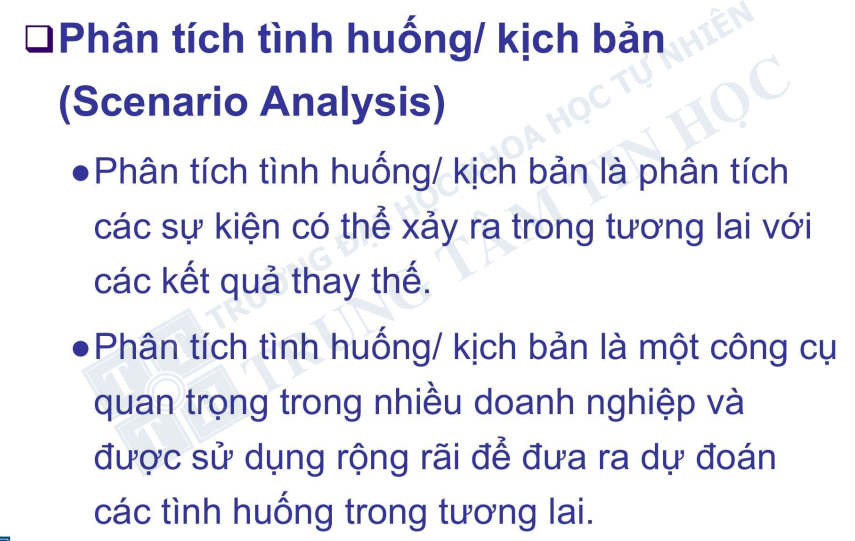 Phân tích tình huống/ kịch bản
(Scenario Analysis)
●Phân tích tình huống/ kịch bản là phân tích
các sự kiện có thể xảy ra trong tương lai với
các kết quả thay thế.
●Phân tích tình huống/ kịch bản là một công cụ
quan trọng trong nhiều doanh nghiệp và
được sử dụng rộng rãi để đưa ra dự đoán
các tình huống trong tương lai.
TRƯỜNG ĐẠI HỌC KHOA HỌC TỰ NHIÊN
TRUNG TÂM TIN HỌC